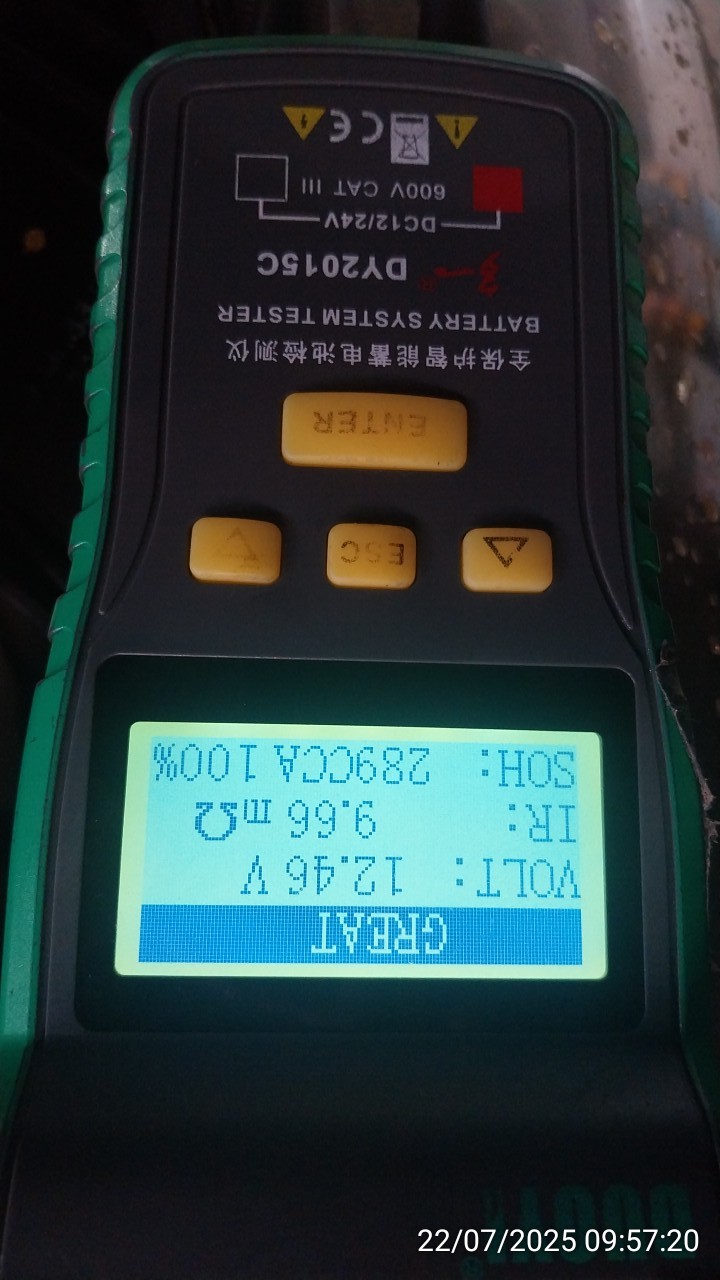 GREAT
VOLT: 12.46 V
IR: 9.66 mΩ
SOH: 289CCA 100%
ESC
ENTER
全保护智能蓄电池检测仪
BATTERY SYSTEM TESTER
DY2015C
DC12/24V
600V CAT III
CE
22/07/2025 09:57:20